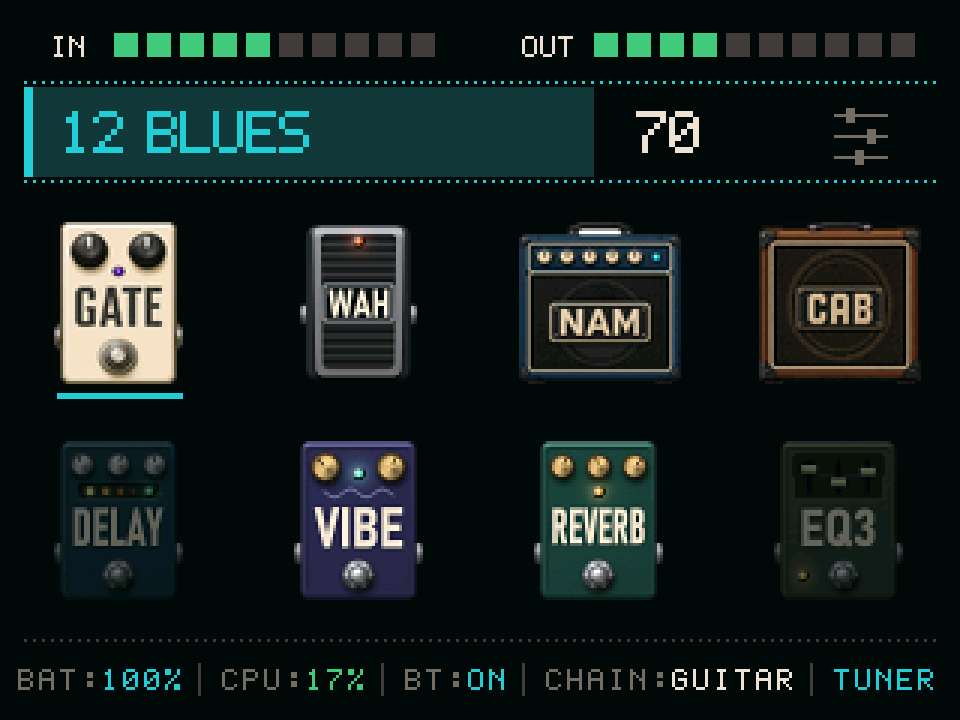 IN OUT
12 BLUES 70
GATE WAH NAM CAB
DELAY VIBE REVERB EQ3
BAT:100% | CPU:17% | BT:ON | CHAIN:GUITAR | TUNER